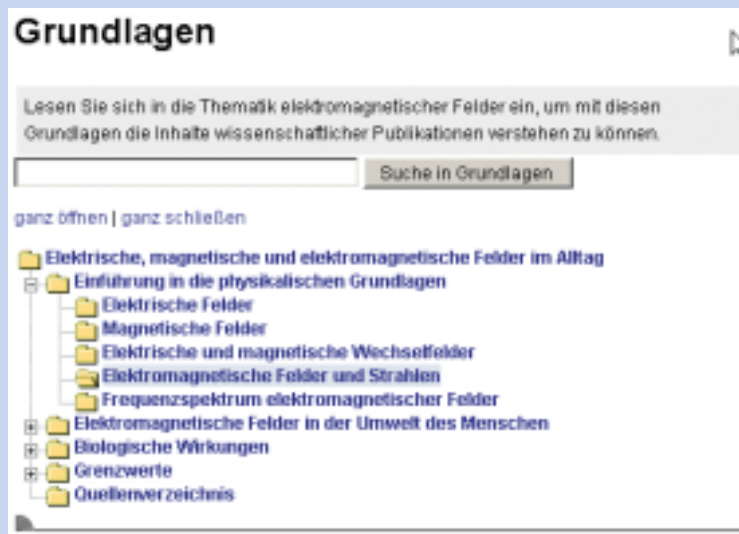 Grundlagen
Lesen Sie sich in die Thematik elektromagnetischer Felder ein, um mit diesen
Grundlagen die Inhalte wissenschaftlicher Publikationen verstehen zu können.
Suche in Grundlagen
ganz öffnen | ganz schließen
Elektrische, magnetische und elektromagnetische Felder im Alltag
Einführung in die physikalischen Grundlagen
Elektrische Felder
Magnetische Felder
Elektrische und magnetische Wechselfelder
Elektromagnetische Felder und Strahlen
Frequenzspektrum elektromagnetischer Felder
Elektromagnetische Felder in der Umwelt des Menschen
Biologische Wirkungen
Grenzwerte
Quellenverzeichnis